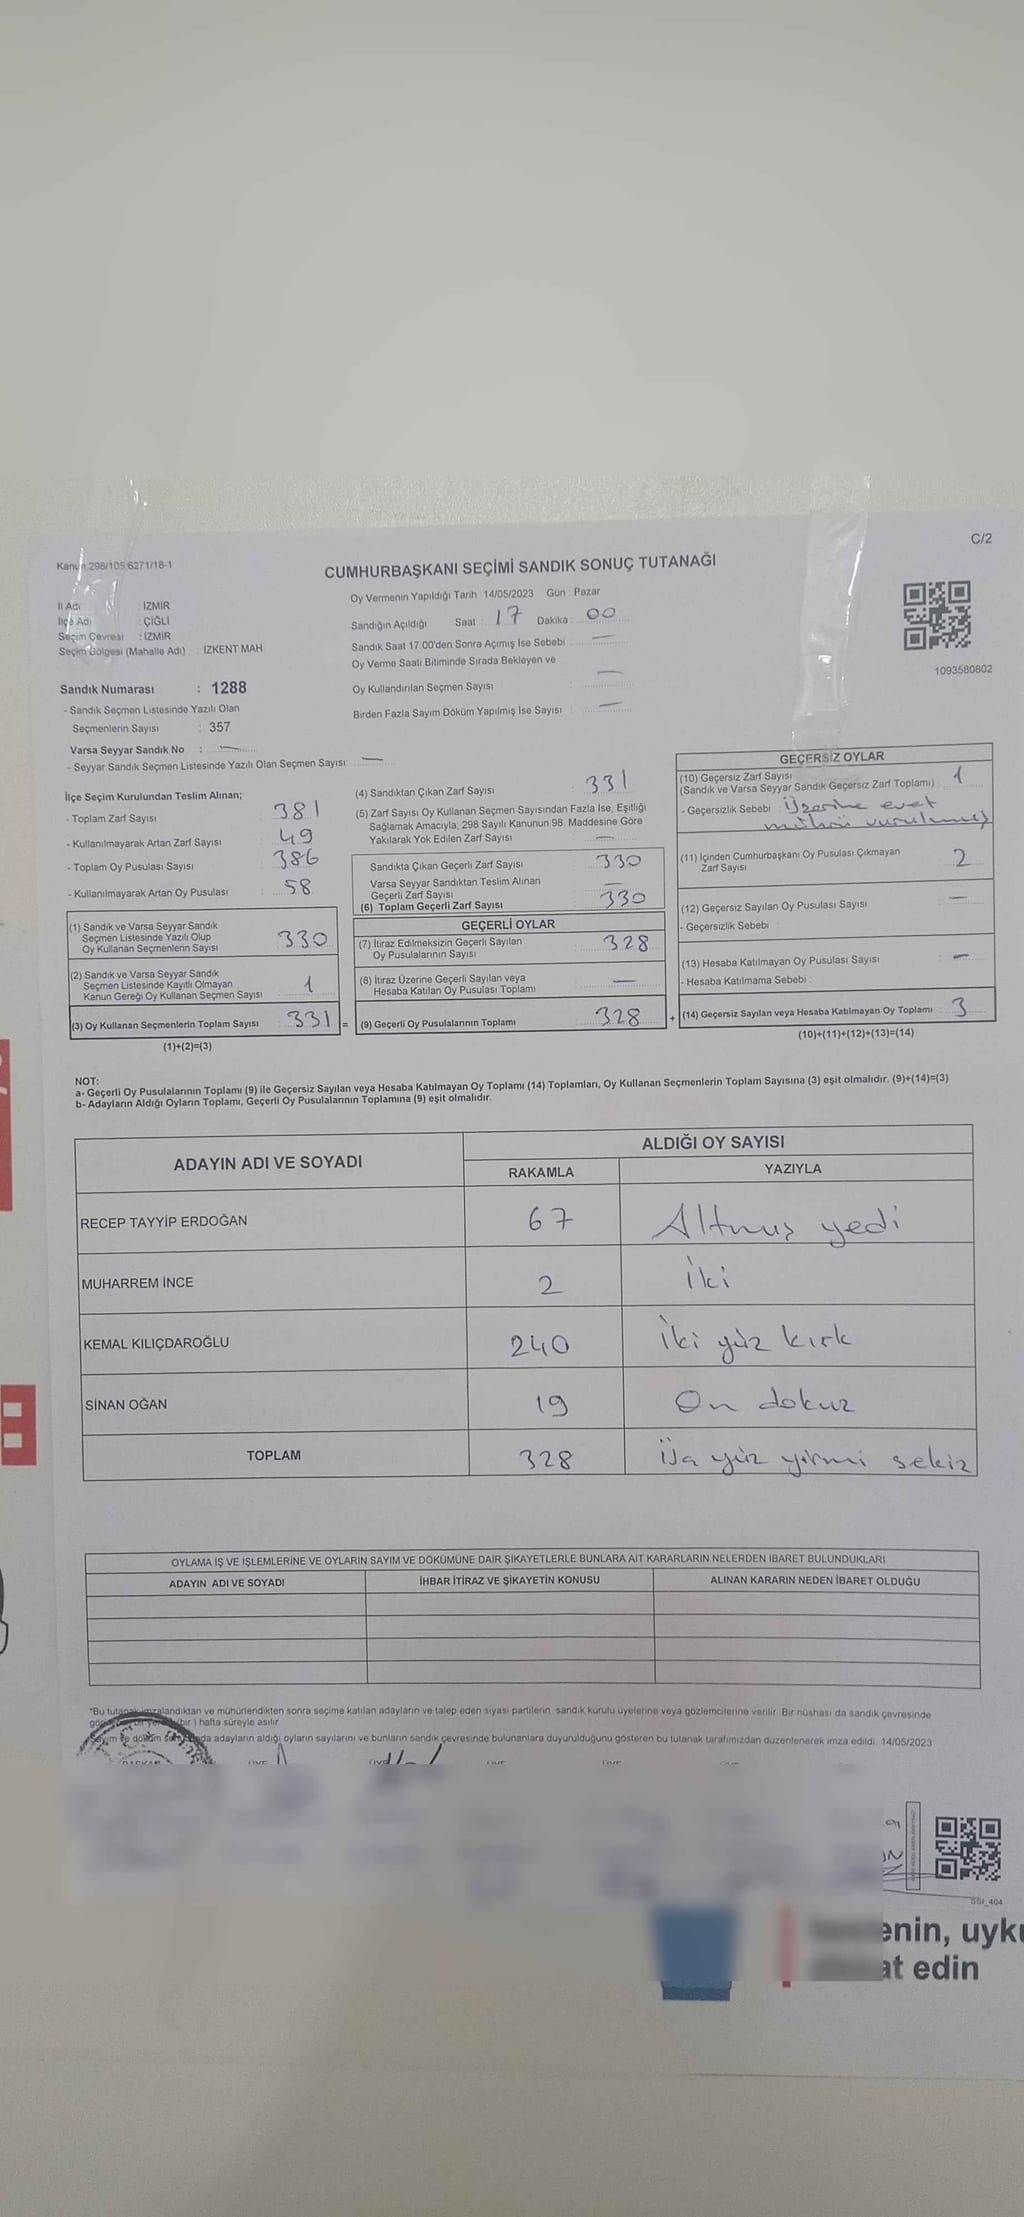 C/2
Kanun 298/105,6271/18-1
CUMHURBAŞKANI SEÇİMİ SANDIK SONUÇ TUTANAĞI
İl Adı : İZMİR
İlçe Adı : ÇİĞLİ
Seçim Çevresi : İZMİR
Seçim Bölgesi (Mahalle Adı) : İZKENT MAH
Sandık Numarası : 1288
- Sandık Seçmen Listesinde Yazılı Olan
Seçmenlerin Sayısı : 357
Varsa Seyyar Sandık No : —
- Seyyar Sandık Seçmen Listesinde Yazılı Olan Seçmen Sayısı: —
Oy Vermenin Yapıldığı Tarih :14/05/2023 Gün : Pazar
Sandığın Açıldığı Saat : 17 Dakika : 00
Sandık Saat 17:00'den Sonra Açımış İse Sebebi : —
Oy Verme Saati Bitiminde Sırada Bekleyen ve
Oy Kullandırılan Seçmen Sayısı : —
Birden Fazla Sayım Döküm Yapılmış İse Sayısı : —
1093580802
İlçe Seçim Kurulundan Teslim Alınan;
- Toplam Zarf Sayısı : 381
- Kullanılmayarak Artan Zarf Sayısı : 49
- Toplam Oy Pusulası Sayısı : 386
- Kullanılmayarak Artan Oy Pusulası : 58
(1) Sandık ve Varsa Seyyar Sandık
Seçmen Listesinde Yazılı Olup
Oy Kullanan Seçmenlerin Sayısı : 330
(2) Sandık ve Varsa Seyyar Sandık
Seçmen Listesinde Kayıtlı Olmayan
Kanun Gereği Oy Kullanan Seçmen Sayısı : 1
(3) Oy Kullanan Seçmenlerin Toplam Sayısı : 331 =
(1)+(2)=(3)
(4) Sandıktan Çıkan Zarf Sayısı : 331
(5) Zarf Sayısı Oy Kullanan Seçmen Sayısından Fazla İse, Eşitliği
Sağlamak Amacıyla; 298 Sayılı Kanunun 98. Maddesine Göre
Yakılarak Yok Edilen Zarf Sayısı : —
Sandıkta Çıkan Geçerli Zarf Sayısı : 330
Varsa Seyyar Sandıktan Teslim Alınan
Geçerli Zarf Sayısı : —
(6) Toplam Geçerli Zarf Sayısı : 330
GEÇERLİ OYLAR
(7) İtiraz Edilmeksizin Geçerli Sayılan
Oy Pusulalarının Sayısı : 328
(8) İtiraz Üzerine Geçerli Sayılan veya
Hesaba Katılan Oy Pusulası Toplamı : —
(9) Geçerli Oy Pusulalarının Toplamı : 328 +
GEÇERSİZ OYLAR
(10) Geçersiz Zarf Sayısı
(Sandık ve Varsa Seyyar Sandık Geçersiz Zarf Toplamı) : 1
- Geçersizlik Sebebi : Üzerine evet
mührü vurulmuş
(11) İçinden Cumhurbaşkanı Oy Pusulası Çıkmayan
Zarf Sayısı : 2
(12) Geçersiz Sayılan Oy Pusulası Sayısı : —
- Geçersizlik Sebebi :
(13) Hesaba Katılmayan Oy Pusulası Sayısı : —
- Hesaba Katılmama Sebebi :
(14) Geçersiz Sayılan veya Hesaba Katılmayan Oy Toplamı : 3
(10)+(11)+(12)+(13)=(14)
NOT:
a- Geçerli Oy Pusulalarının Toplamı (9) ile Geçersiz Sayılan veya Hesaba Katılmayan Oy Toplamı (14) Toplamları, Oy Kullanan Seçmenlerin Toplam Sayısına (3) eşit olmalıdır. (9)+(14)=(3)
b- Adayların Aldığı Oyların Toplamı, Geçerli Oy Pusulalarının Toplamına (9) eşit olmalıdır.
ADAYIN ADI VE SOYADI ALDIĞI OY SAYISI
RAKAMLA YAZIYLA
RECEP TAYYİP ERDOĞAN 67 Altmış yedi
MUHARREM İNCE 2 iki
KEMAL KILIÇDAROĞLU 240 iki yüz kırk
SİNAN OĞAN 19 On dokuz
TOPLAM 328 yüz yirmi sekiz
OYLAMA İŞ VE İŞLEMLERİNE VE OYLARIN SAYIM VE DÖKÜMÜNE DAİR ŞİKAYETLERLE BUNLARA AİT KARARLARIN NELERDEN İBARET BULUNDUKLARI
ADAYIN ADI VE SOYADI İHBAR İTİRAZ VE ŞİKAYETİN KONUSU ALINAN KARARIN NEDEN İBARET OLDUĞU
*Bu tutanak imzalandıktan ve mühürlendikten sonra seçime katılan adayların ve talep eden siyasi partilerin sandık kurulu üyelerine veya gözlemcilerine verilir. Bir nüshası da sandık çevresinde
bir ) hafta süreyle asılır.
Sayım ve döküm adayların aldığı oyların sayılarını ve bunların sandık çevresinde bulunanlara duyurulduğunu gösteren bu tutanak tarafımızdan düzenlenerek imza edildi. 14/05/2023
BAŞKAN ÜYE ÜYE ÜYE ÜYE ÜYE
404
uyku
edin